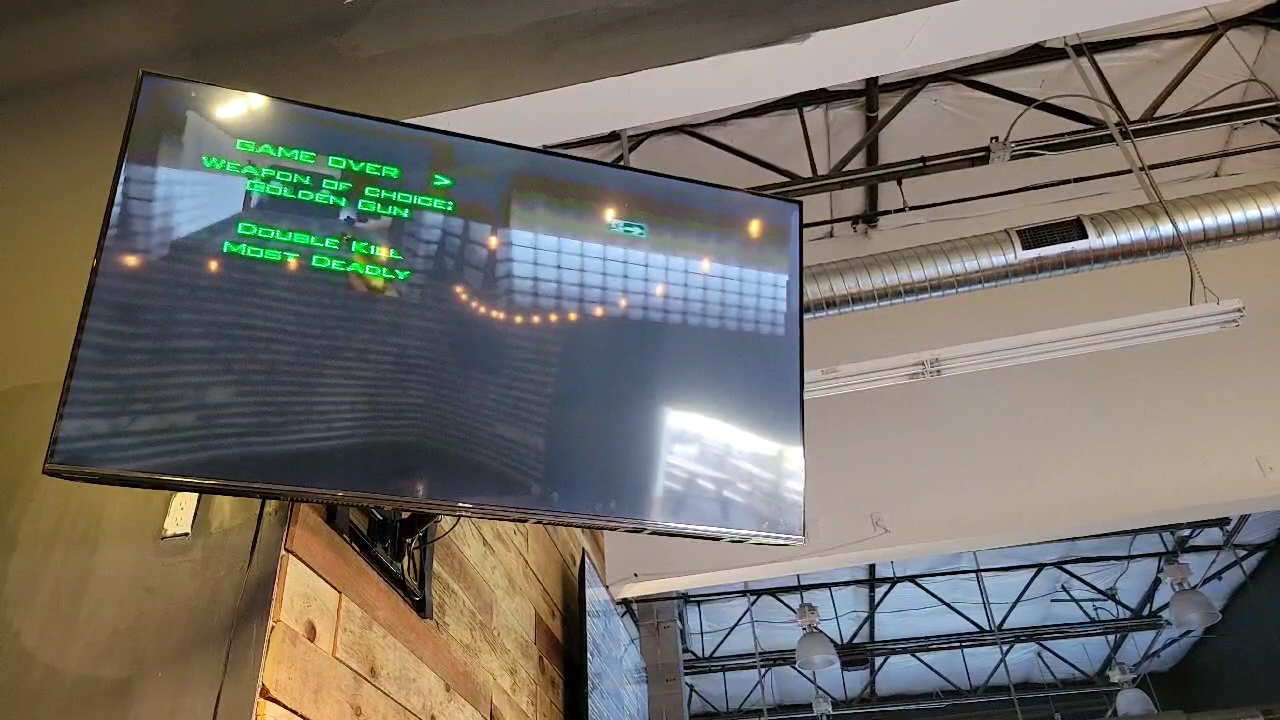 GAME OVER >
WEAPON OF CHOICE:
GOLDEN GUN
DOUBLE KILL
MOST DEADLY